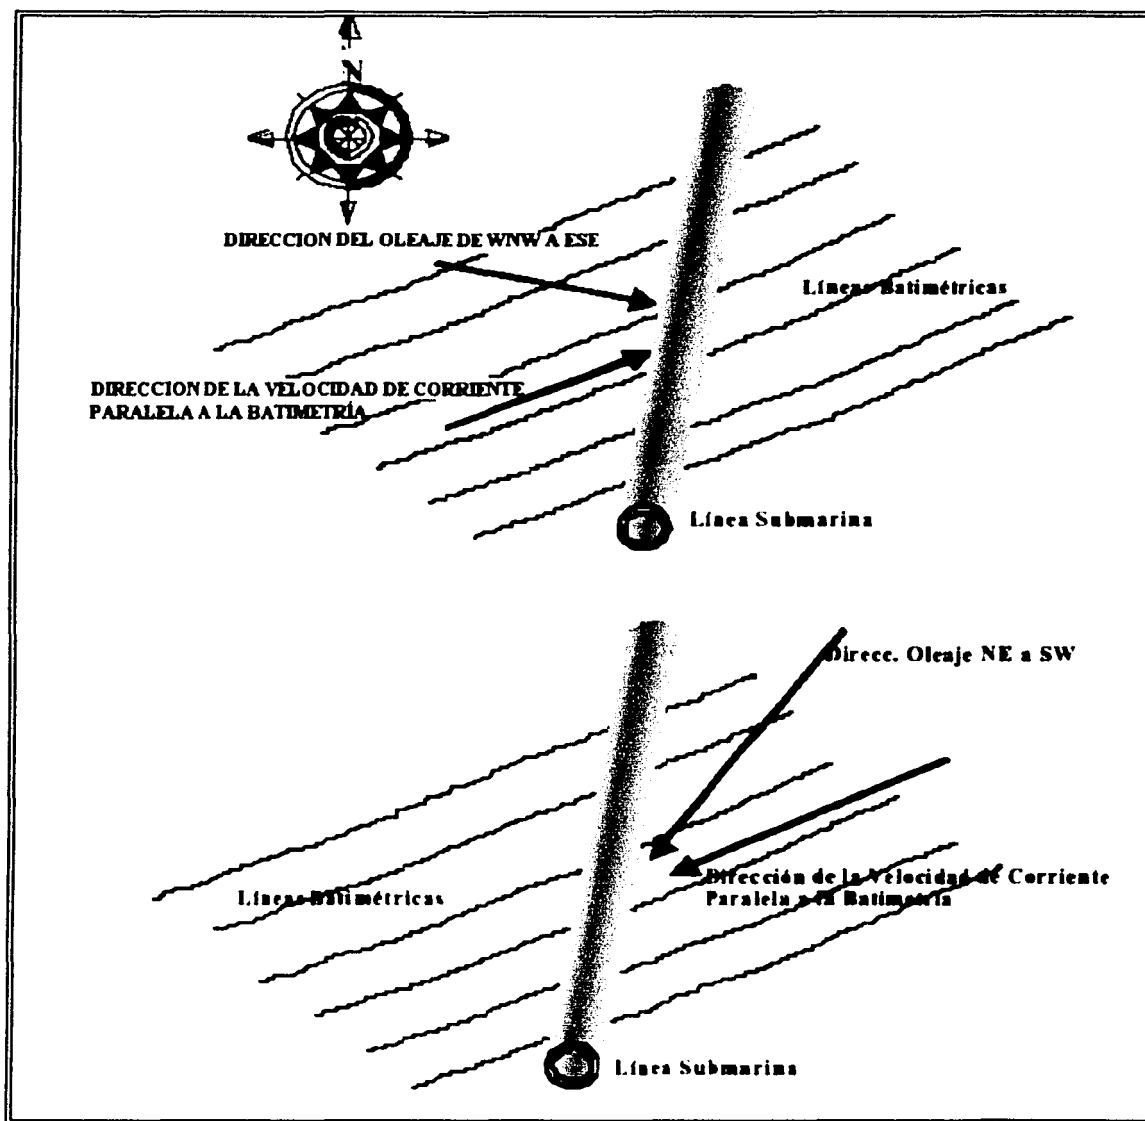 N
DIRECCION DEL OLEAJE DE WNW A ESE
Líneas Batimétricas
DIRECCION DE LA VELOCIDAD DE CORRIENTE
PARALELA A LA BATIMETRÍA
Línea Submarina
Direcc. Oleaje NE a SW
Líneas Batimétricas
Dirección de la Velocidad de Corriente
Paralela a la Batimetría
Línea Submarina